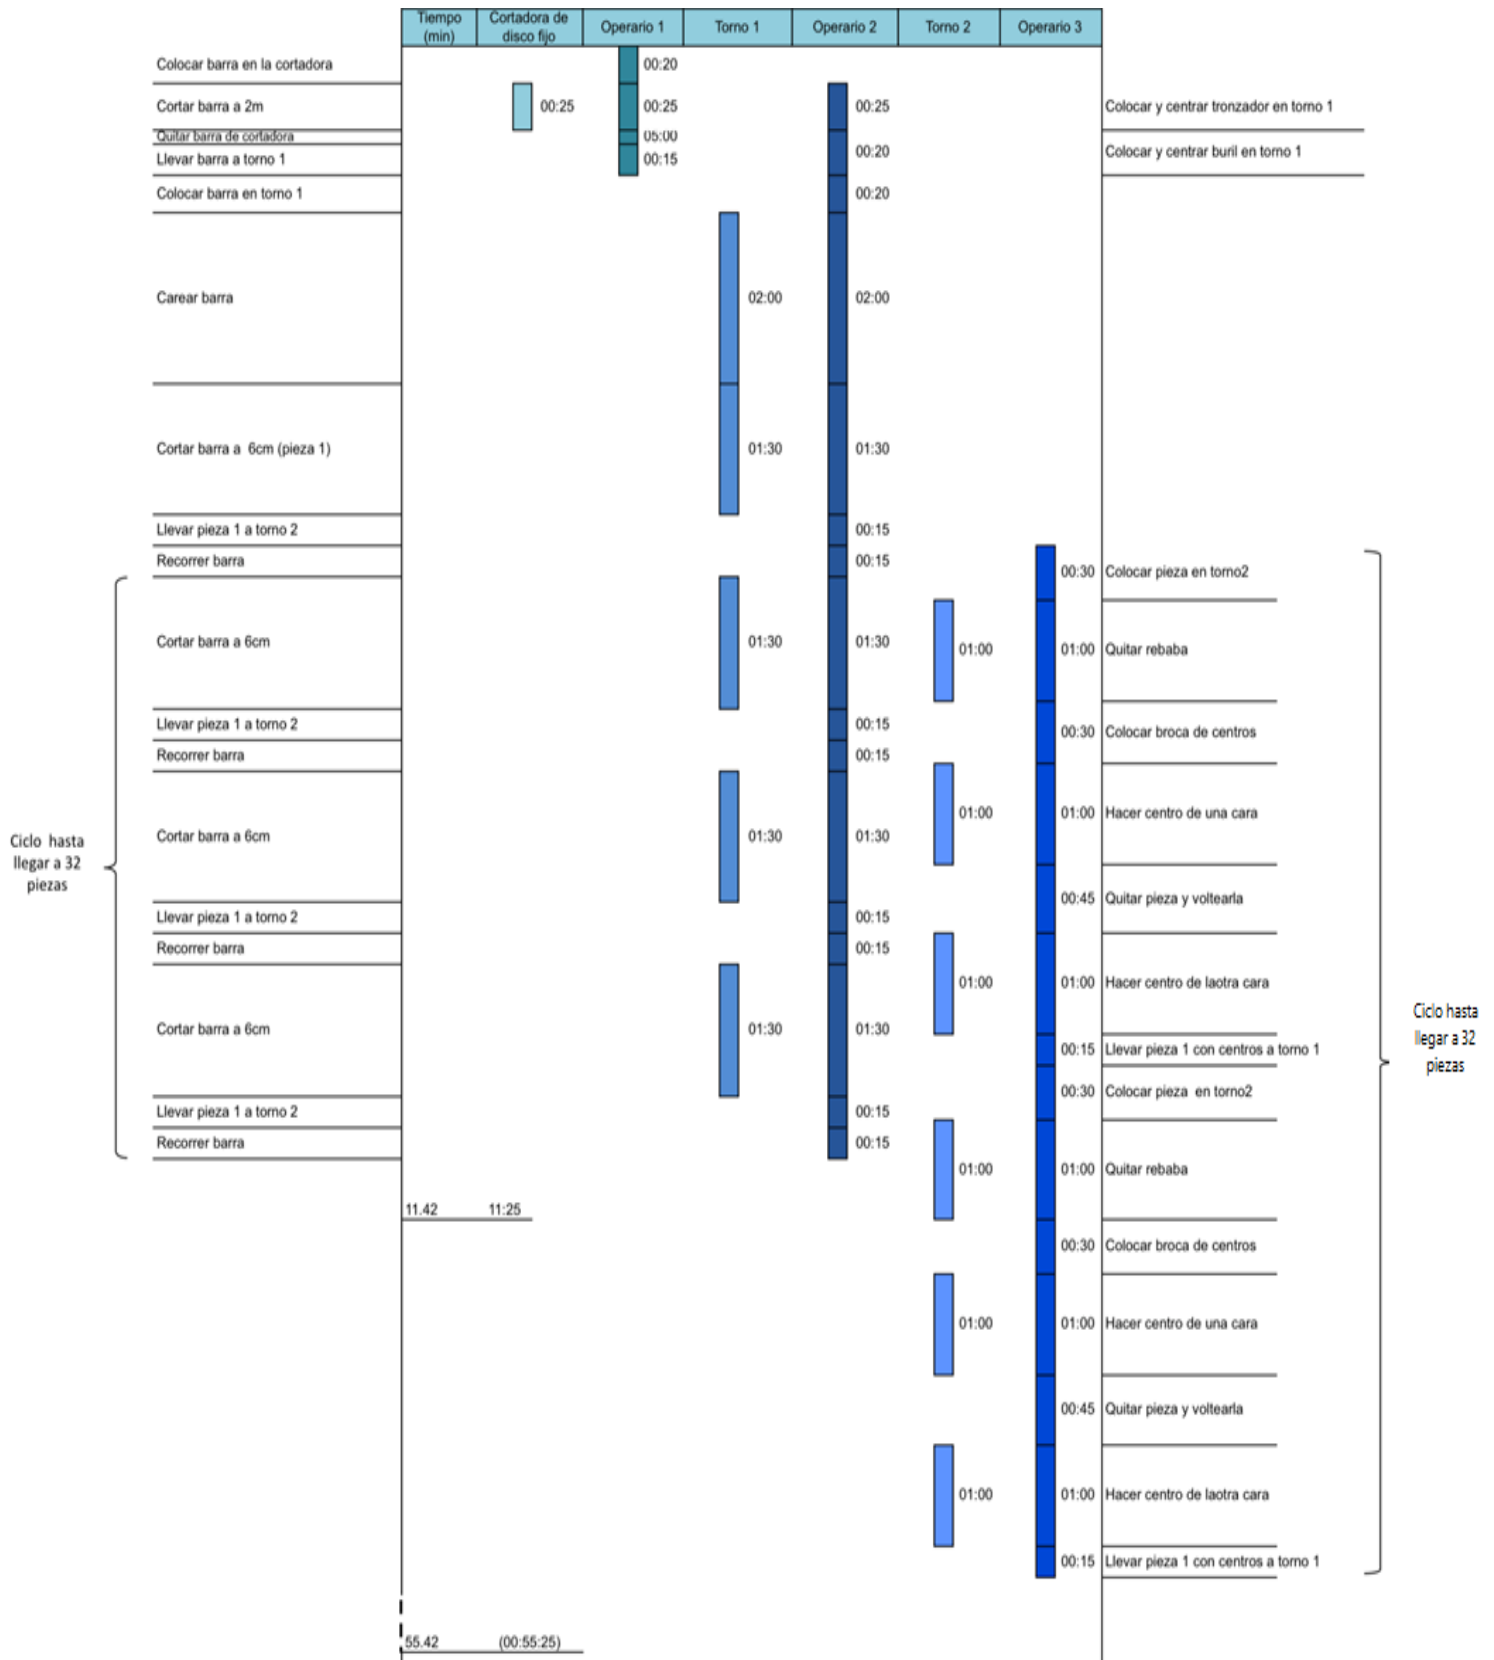 Tiempo (min)
Cortadora de disco fijo
Operario 1
Torno 1
Operario 2
Torno 2
Operario 3
Colocar barra en la cortadora
00:20
Cortar barra a 2m
00:25
00:25
00:25
Colocar y centrar tronzador en torno 1
Quitar barra de cortadora
05:00
Llevar barra a torno 1
00:15
00:20
Colocar y centrar buril en torno 1
Colocar barra en torno 1
00:20
Carear barra
02:00
02:00
Cortar barra a 6cm (pieza 1)
01:30
01:30
Llevar pieza 1 a torno 2
00:15
Recorrer barra
00:15
00:30
Colocar pieza en torno2
Cortar barra a 6cm
01:30
01:30
01:00
01:00
Quitar rebaba
Llevar pieza 1 a torno 2
00:15
00:30
Colocar broca de centros
Recorrer barra
00:15
Cortar barra a 6cm
01:30
01:30
01:00
01:00
Hacer centro de una cara
Ciclo hasta
llegar a 32
piezas
00:45
Quitar pieza y voltearla
Llevar pieza 1 a torno 2
00:15
Recorrer barra
00:15
01:00
01:00
Hacer centro de laotra cara
Cortar barra a 6cm
01:30
01:30
Ciclo hasta
llegar a 32
piezas
00:15
Llevar pieza 1 con centros a torno 1
00:30
Colocar pieza en torno2
Llevar pieza 1 a torno 2
00:15
Recorrer barra
00:15
01:00
01:00
Quitar rebaba
11.42
11:25
00:30
Colocar broca de centros
01:00
01:00
Hacer centro de una cara
00:45
Quitar pieza y voltearla
01:00
01:00
Hacer centro de laotra cara
00:15
Llevar pieza 1 con centros a torno 1
55.42
(00:55:25)